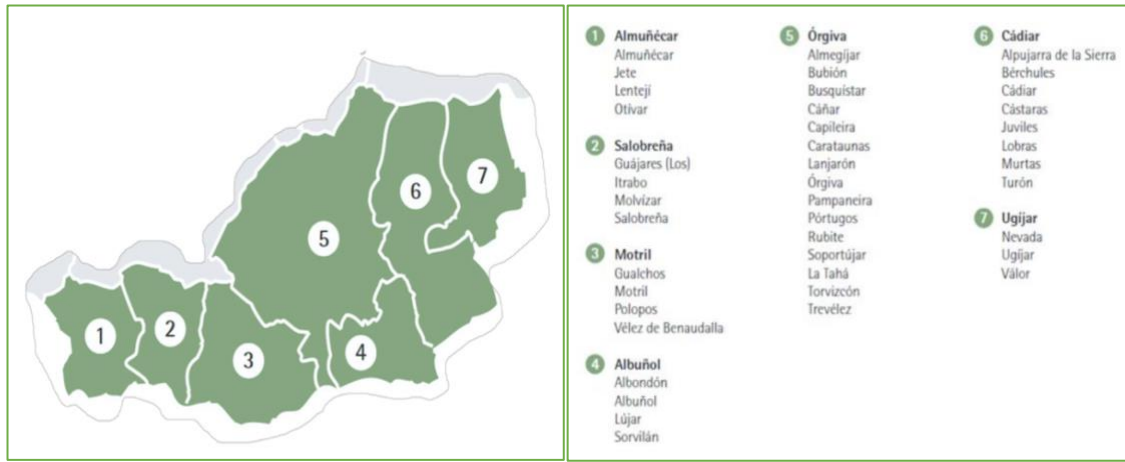 1
2
3
4
5
6
7
1 Almuñécar
Almuñécar
Jete
Lentejí
Otívar
2 Salobreña
Guájares (Los)
Itrabo
Molvízar
Salobreña
3 Motril
Gualchos
Motril
Polopos
Vélez de Benaudalla
4 Albuñol
Albondón
Albuñol
Lújar
Sorvilán
5 Órgiva
Almegíjar
Bubión
Busquístar
Cáñar
Capileira
Carataunas
Lanjarón
Órgiva
Pampaneira
Pórtugos
Rubite
Soportújar
La Tahá
Torvizcón
Trevélez
6 Cádiar
Alpujarra de la Sierra
Bérchules
Cádiar
Cástaras
Juviles
Lobras
Murtas
Turón
7 Ugíjar
Nevada
Ugíjar
Válor